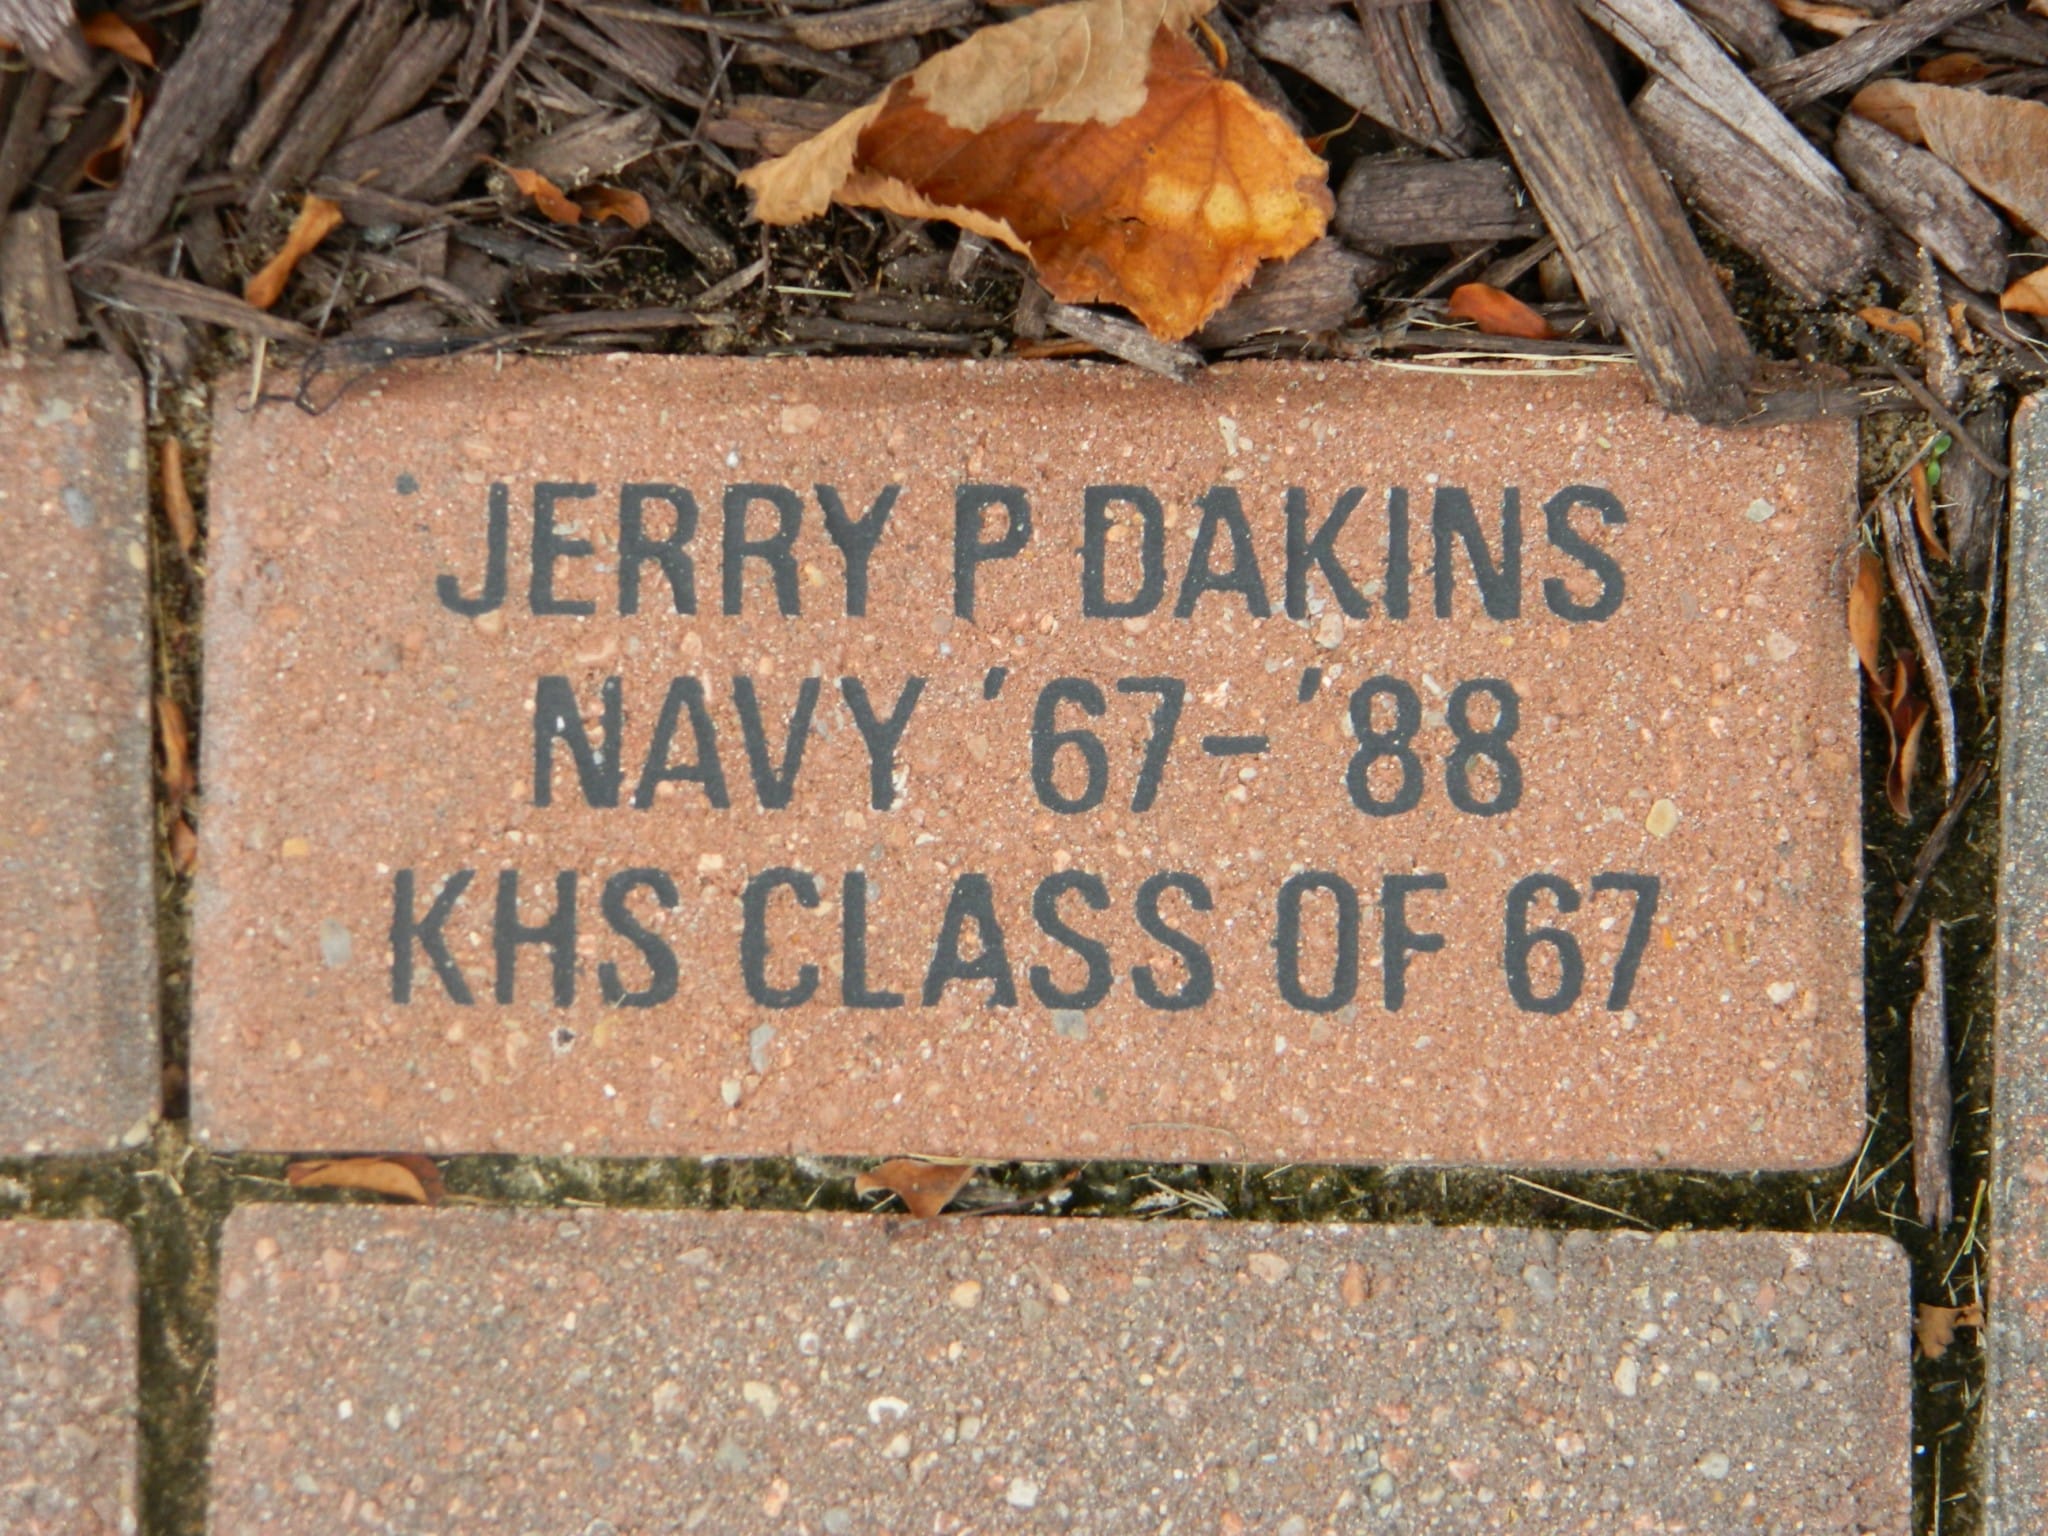 JERRY P DAKINS
NAVY '67-'88
KHS CLASS OF 67